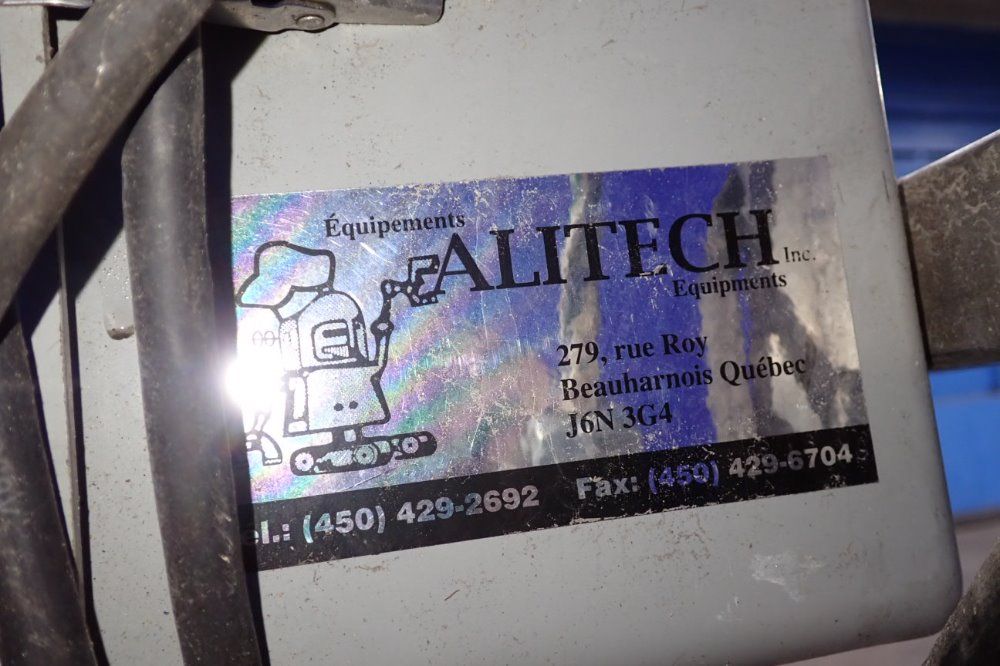 Équipements
ALITECH Inc.
Equipments
279, rue Roy
Beauharnois Québec
J6N 3G4
el.: (450) 429-2692 Fax: (450) 429-6704